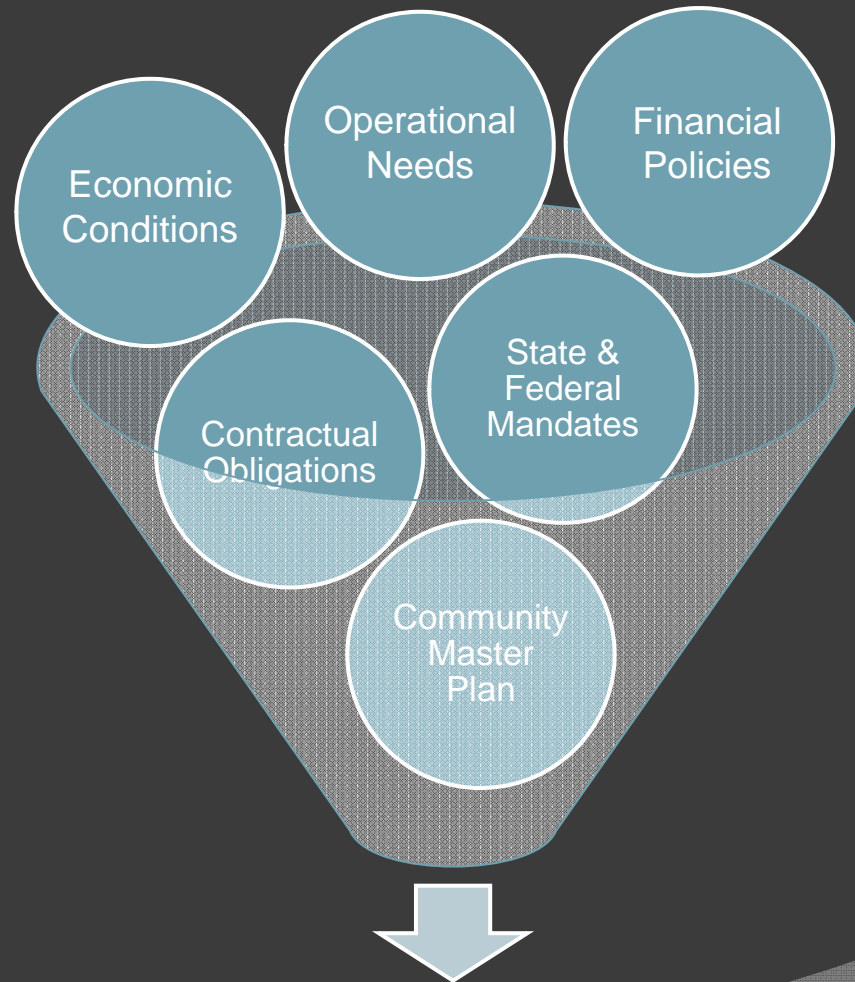 Economic
Conditions
Operational
Needs
Financial
Policies
Contractual
Obligations
State &
Federal
Mandates
Community
Master
Plan